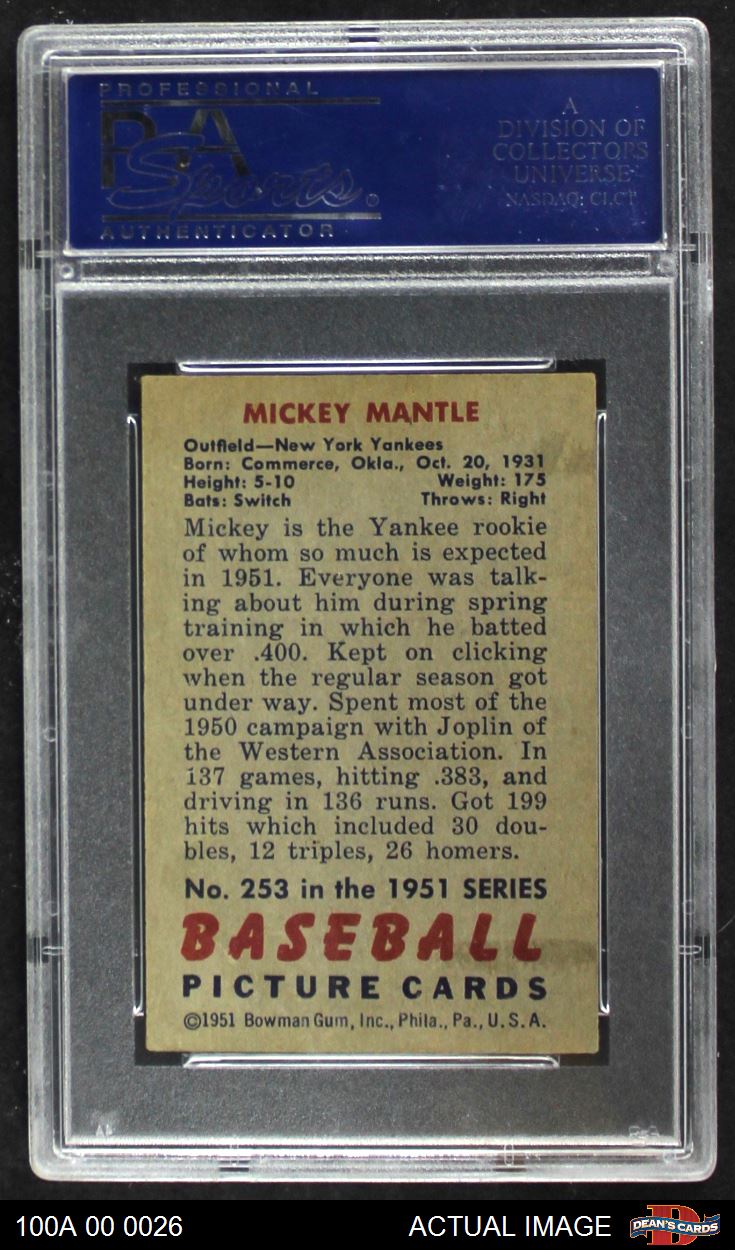 PROFESSIONAL
PSA
Sports®
AUTHENTICATOR
A
DIVISION OF
COLLECTORS
UNIVERSE
NASDAQ: CLCT
MICKEY MANTLE
Outfield—New York Yankees
Born: Commerce, Okla., Oct. 20, 1931
Height: 5-10 Weight: 175
Bats: Switch Throws: Right
Mickey is the Yankee rookie
of whom so much is expected
in 1951. Everyone was talk-
ing about him during spring
training in which he batted
over .400. Kept on clicking
when the regular season got
under way. Spent most of the
1950 campaign with Joplin of
the Western Association. In
137 games, hitting .383, and
driving in 136 runs. Got 199
hits which included 30 dou-
bles, 12 triples, 26 homers.
No. 253 in the 1951 SERIES
BASEBALL
PICTURE CARDS
©1951 Bowman Gum, Inc., Phila., Pa., U.S.A.
100A 00 0026 ACTUAL IMAGE DEAN'S CARDS